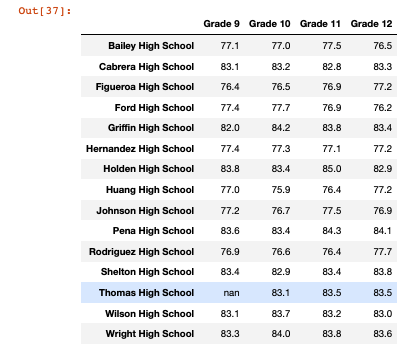 Out[37]:
Grade 9 Grade 10 Grade 11 Grade 12
Bailey High School 77.1 77.0 77.5 76.5
Cabrera High School 83.1 83.2 82.8 83.3
Figueroa High School 76.4 76.5 76.9 77.2
Ford High School 77.4 77.7 76.9 76.2
Griffin High School 82.0 84.2 83.8 83.4
Hernandez High School 77.4 77.3 77.1 77.2
Holden High School 83.8 83.4 85.0 82.9
Huang High School 77.0 75.9 76.4 77.2
Johnson High School 77.2 76.7 77.5 76.9
Pena High School 83.6 83.4 84.3 84.1
Rodriguez High School 76.9 76.6 76.4 77.7
Shelton High School 83.4 82.9 83.4 83.8
Thomas High School nan 83.1 83.5 83.5
Wilson High School 83.1 83.7 83.2 83.0
Wright High School 83.3 84.0 83.8 83.6